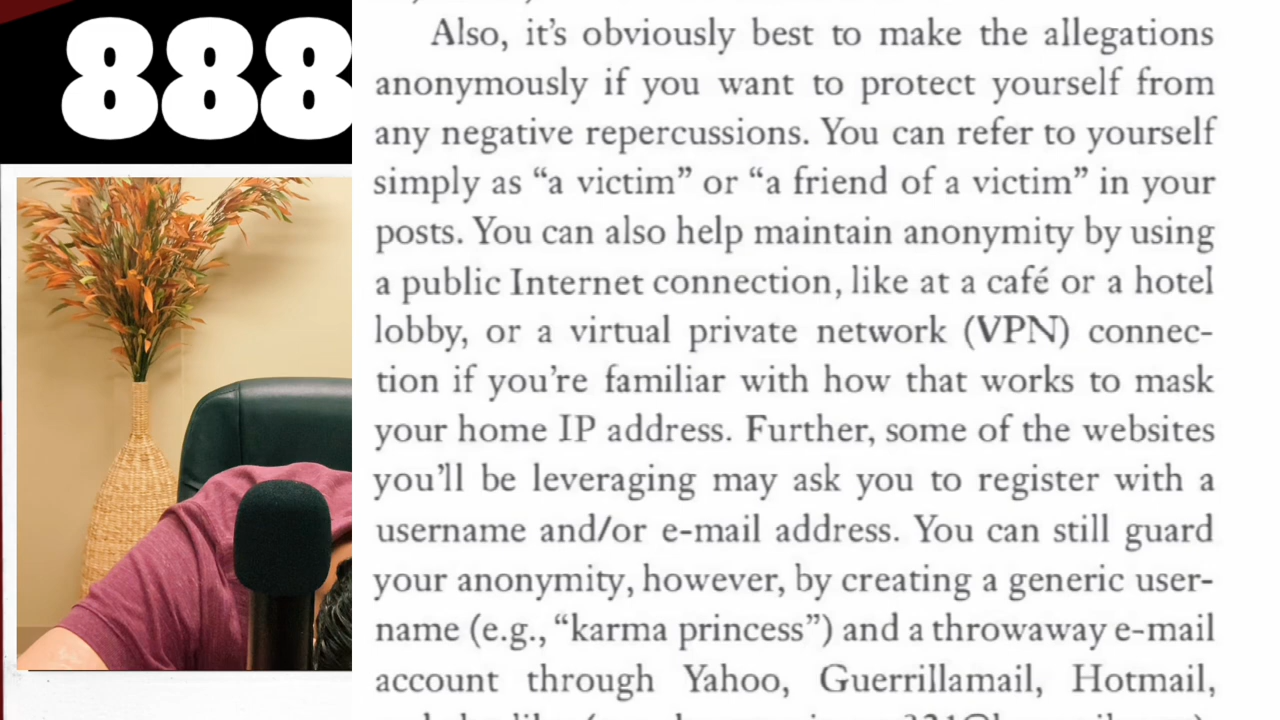 888
Also, it's obviously best to make the allegations
anonymously if you want to protect yourself from
any negative repercussions. You can refer to yourself
simply as “a victim” or “a friend of a victim” in your
posts. You can also help maintain anonymity by using
a public Internet connection, like at a café or a hotel
lobby, or a virtual private network (VPN) connec-
tion if you're familiar with how that works to mask
your home IP address. Further, some of the websites
you'll be leveraging may ask you to register with a
username and/or e-mail address. You can still guard
your anonymity, however, by creating a generic user-
name (e.g., “karma princess”) and a throwaway e-mail
account through Yahoo, Guerrillamail, Hotmail,